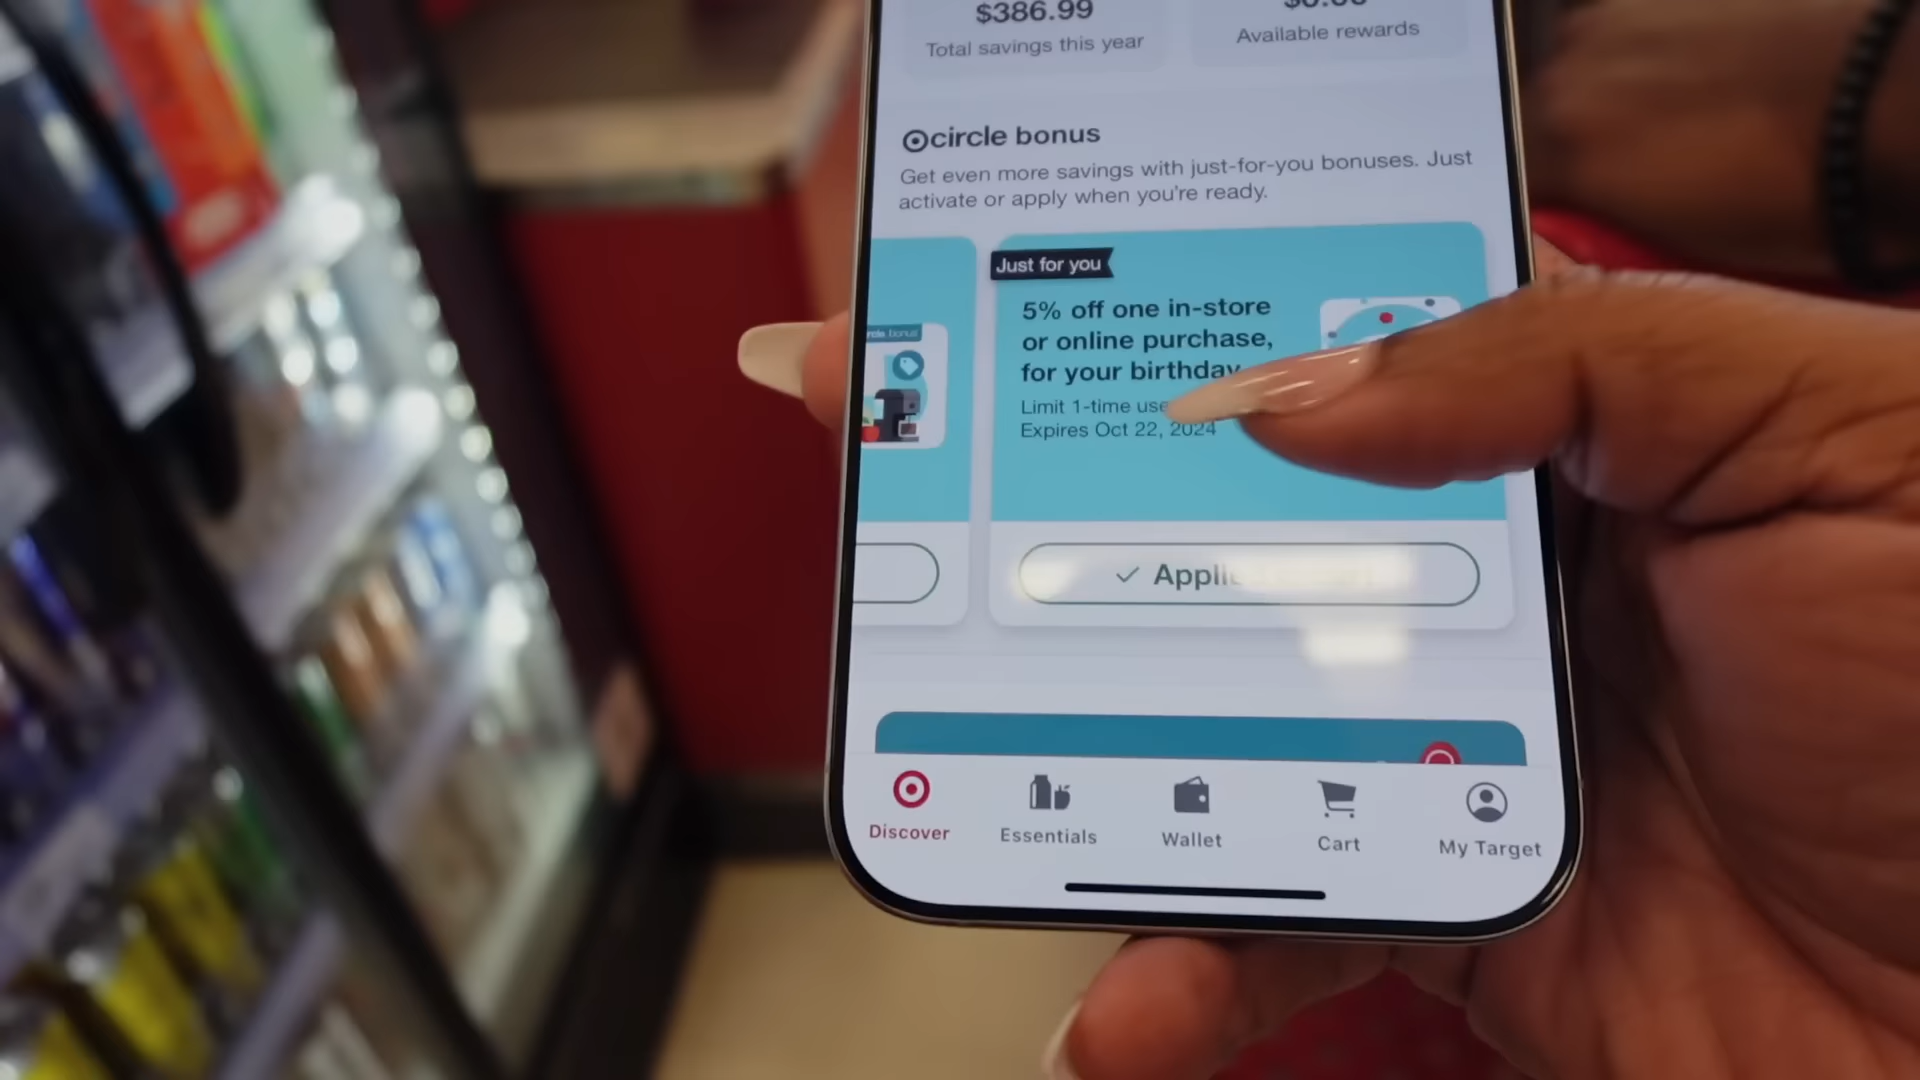 $386.99
Total savings this year
Available rewards
circle bonus
Get even more savings with just-for-you bonuses. Just
activate or apply when you're ready.
Just for you
5% off one in-store
or online purchase,
for your birthday
Limit 1-time use
Expires Oct 22, 2024
circle bonus
Discover
Essentials
Wallet
Cart
My Target